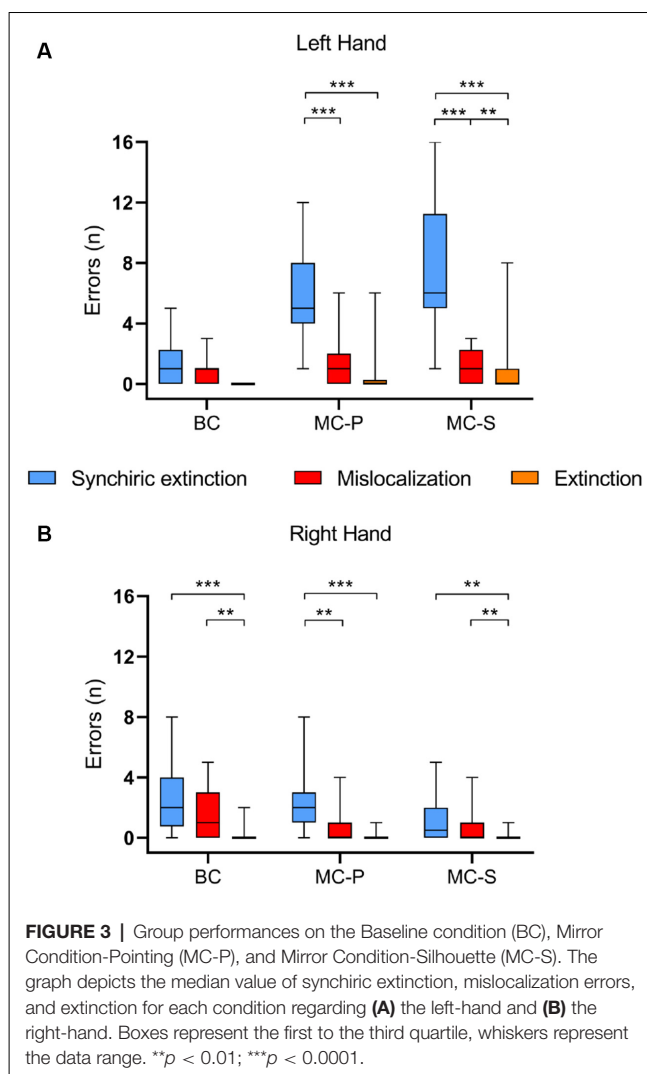 A
Left Hand
*** ***
*** *** **
16
12
8
4
0
Errors (n)
BC MC-P MC-S
Synchiric extinction Mislocalization Extinction
B
Right Hand
*** *** **
** ** **
16
12
8
4
0
Errors (n)
BC MC-P MC-S
FIGURE 3 | Group performances on the Baseline condition (BC), Mirror
Condition-Pointing (MC-P), and Mirror Condition-Silhouette (MC-S). The
graph depicts the median value of synchiric extinction, mislocalization errors,
and extinction for each condition regarding (A) the left-hand and (B) the
right-hand. Boxes represent the first to the third quartile, whiskers represent
the data range. **p < 0.01; ***p < 0.0001.